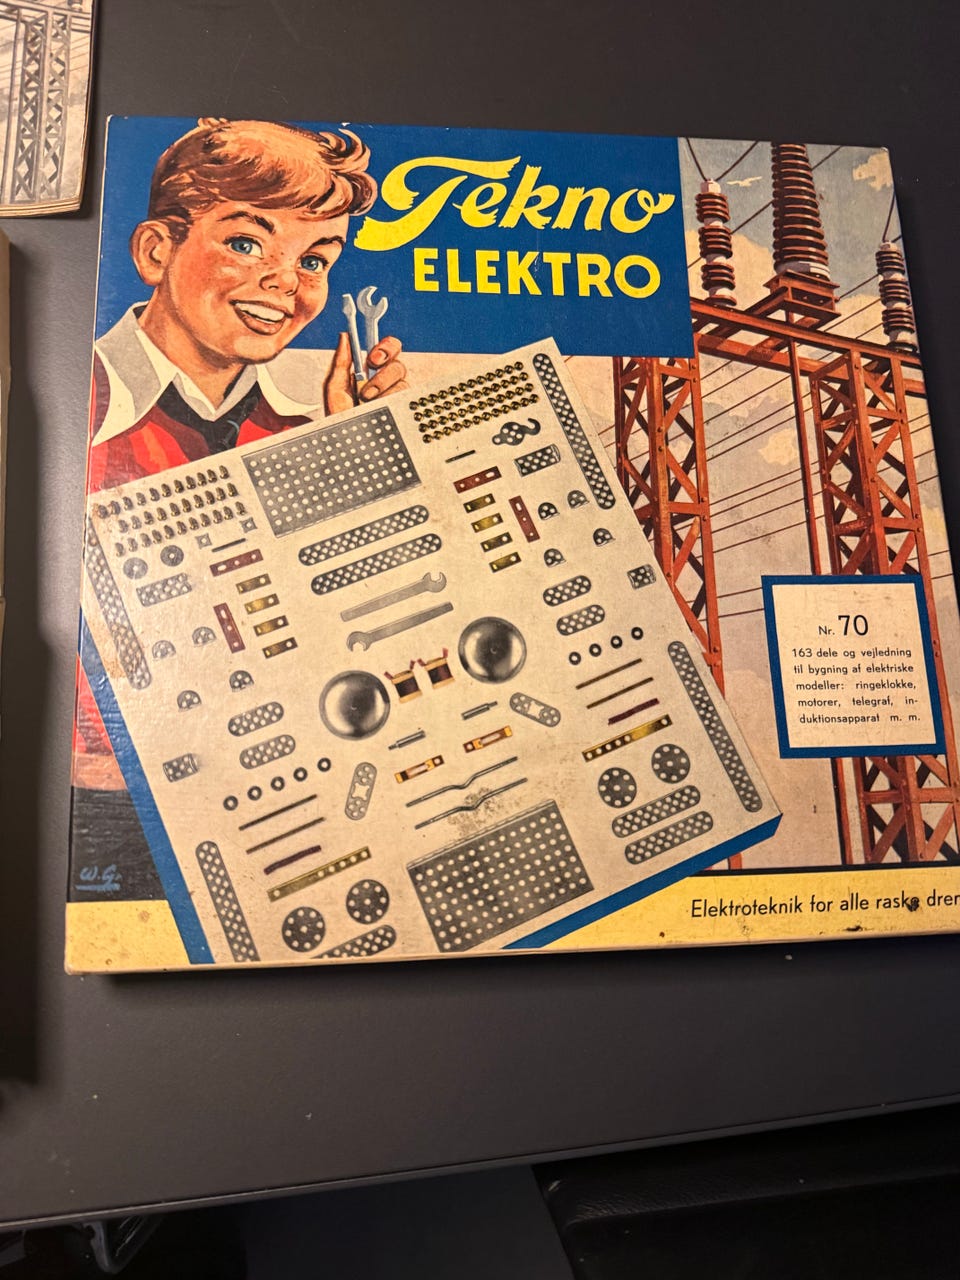 Tekno
ELEKTRO
Nr. 70
163 dele og vejledning
til bygning af elektriske
modeller: ringeklokke,
motorer, telegraf, in-
duktionsapparat m. m.
W.G.
Elektroteknik for alle raske dren